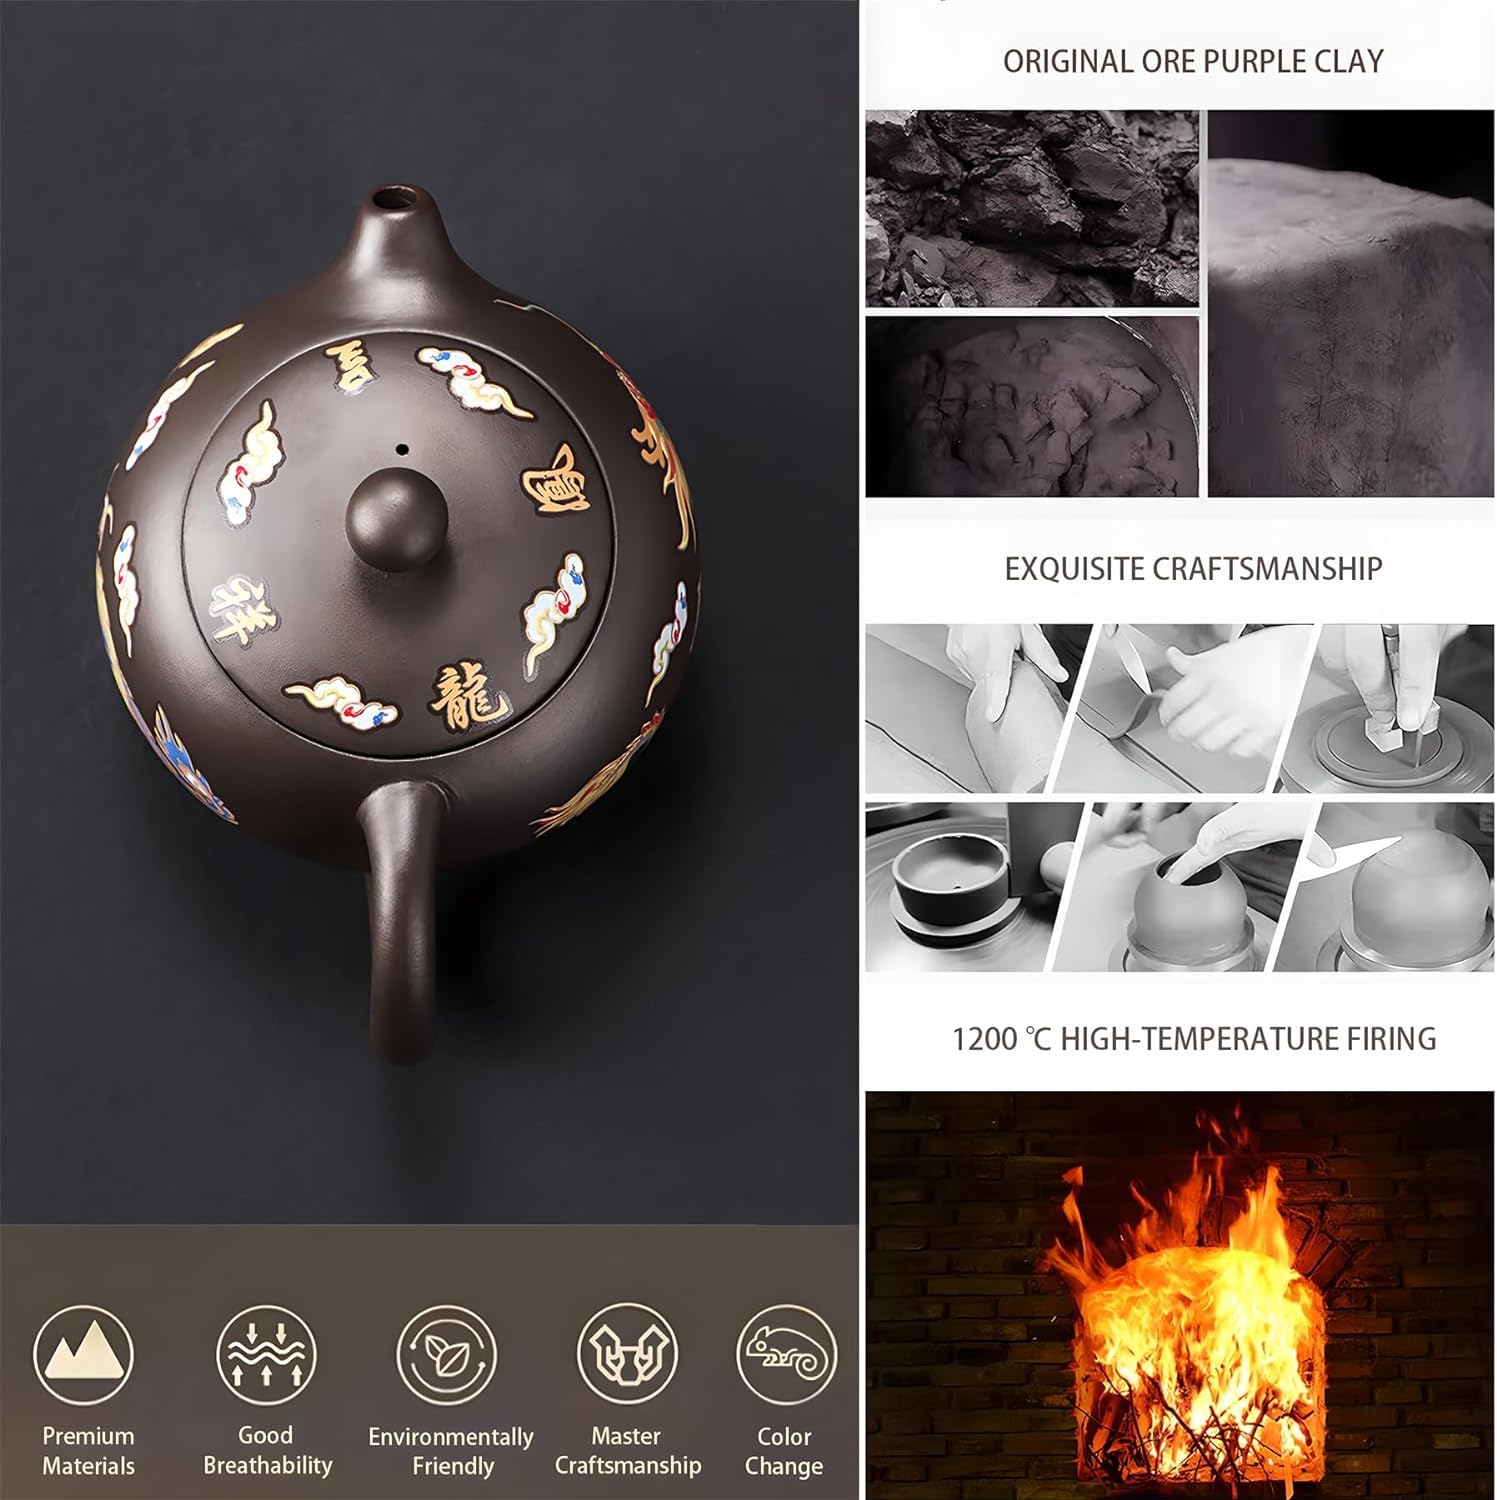 吉
鳳
祥
龍
ORIGINAL ORE PURPLE CLAY
EXQUISITE CRAFTSMANSHIP
1200 ℃ HIGH-TEMPERATURE FIRING
Premium
Materials
Good
Breathability
Environmentally
Friendly
Master
Craftsmanship
Color
Change